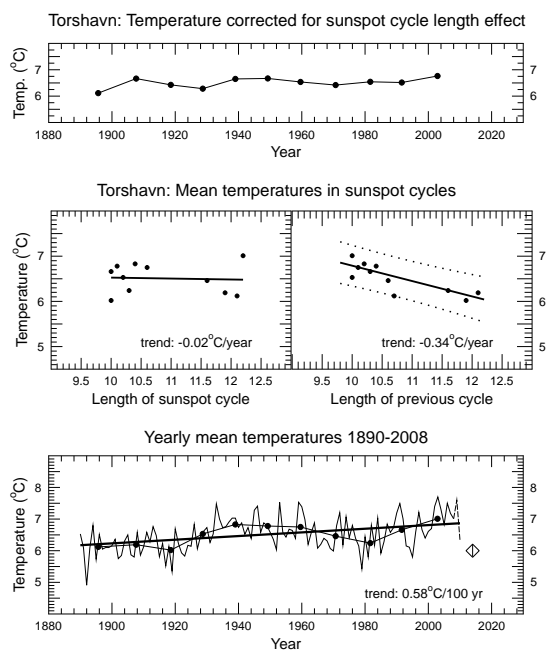 Torshavn: Temperature corrected for sunspot cycle length effect
Temp. (°C)
7
6
7
6
1880 1900 1920 1940 1960 1980 2000 2020
Year
Torshavn: Mean temperatures in sunspot cycles
Temperature (°C)
7
6
5
7
6
5
trend: -0.02°C/year
trend: -0.34°C/year
9.5 10 10.5 11 11.5 12 12.5
9.5 10 10.5 11 11.5 12 12.5
Length of sunspot cycle
Length of previous cycle
Yearly mean temperatures 1890-2008
Temperature (°C)
8
7
6
5
8
7
6
5
trend: 0.58°C/100 yr
1880 1900 1920 1940 1960 1980 2000 2020
Year